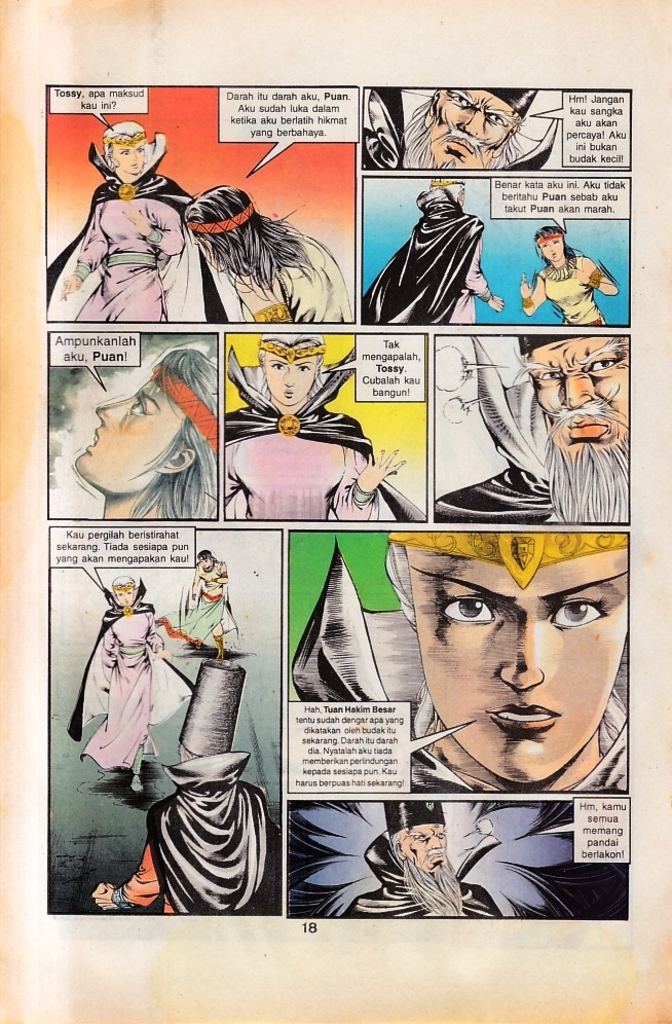 Tossy, apa maksud
kau ini?
Darah itu darah aku, Puan.
Aku sudah luka dalam
ketika aku berlatih hikmat
yang berbahaya.
Hm! Jangan
kau sangka
aku akan
percaya! Aku
ini bukan
budak kecil!
Benar kata aku ini. Aku tidak
beritahu Puan sebab aku
takut Puan akan marah.
Ampunkanlah
aku, Puan!
Tak
mengapalah,
Tossy.
Cubalah kau
bangun!
Kau pergilah beristirahat
sekarang. Tiada sesiapa pun
yang akan mengapakan kau!
Hah, Tuan Hakim Besar
tentu sudah dengar apa yang
dikatakan oleh budak itu
sekarang. Darah itu darah
dia. Nyatalah aku tiada
memberikan perlindungan
kepada sesiapa pun. Kau
harus berpuas hati sekarang!
Hm, kamu
semua
memang
pandai
berlakon!
18